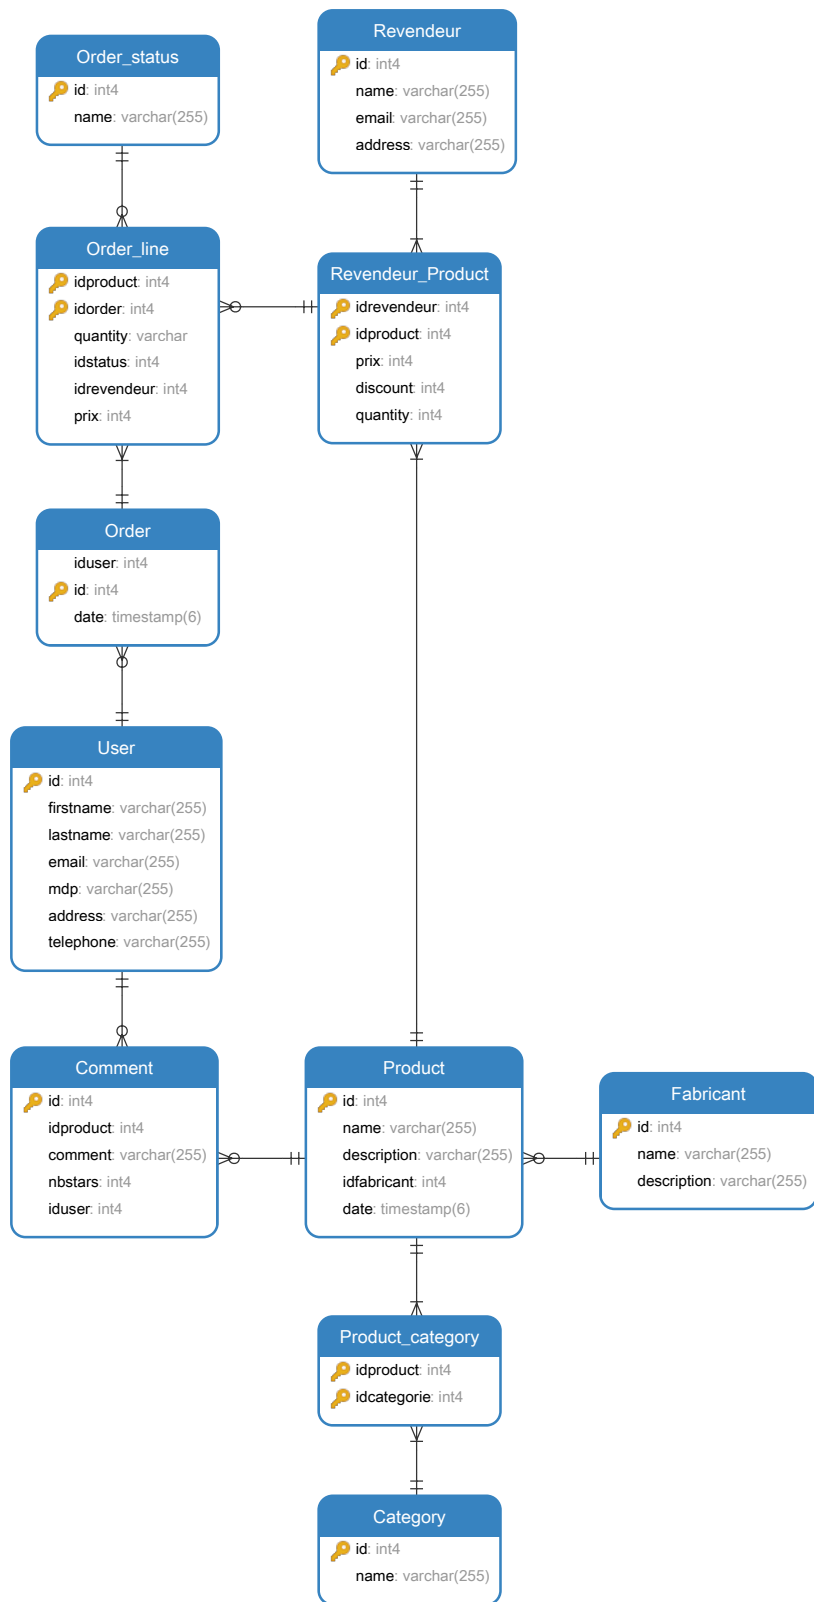 Order_status
id: int4
name: varchar(255)
Revendeur
id: int4
name: varchar(255)
email: varchar(255)
address: varchar(255)
Order_line
idproduct: int4
idorder: int4
quantity: varchar
idstatus: int4
idrevendeur: int4
prix: int4
Revendeur_Product
idrevendeur: int4
idproduct: int4
prix: int4
discount: int4
quantity: int4
Order
iduser: int4
id: int4
date: timestamp(6)
User
id: int4
firstname: varchar(255)
lastname: varchar(255)
email: varchar(255)
mdp: varchar(255)
address: varchar(255)
telephone: varchar(255)
Comment
id: int4
idproduct: int4
comment: varchar(255)
nbstars: int4
iduser: int4
Product
id: int4
name: varchar(255)
description: varchar(255)
idfabricant: int4
date: timestamp(6)
Fabricant
id: int4
name: varchar(255)
description: varchar(255)
Product_category
idproduct: int4
idcategorie: int4
Category
id: int4
name: varchar(255)